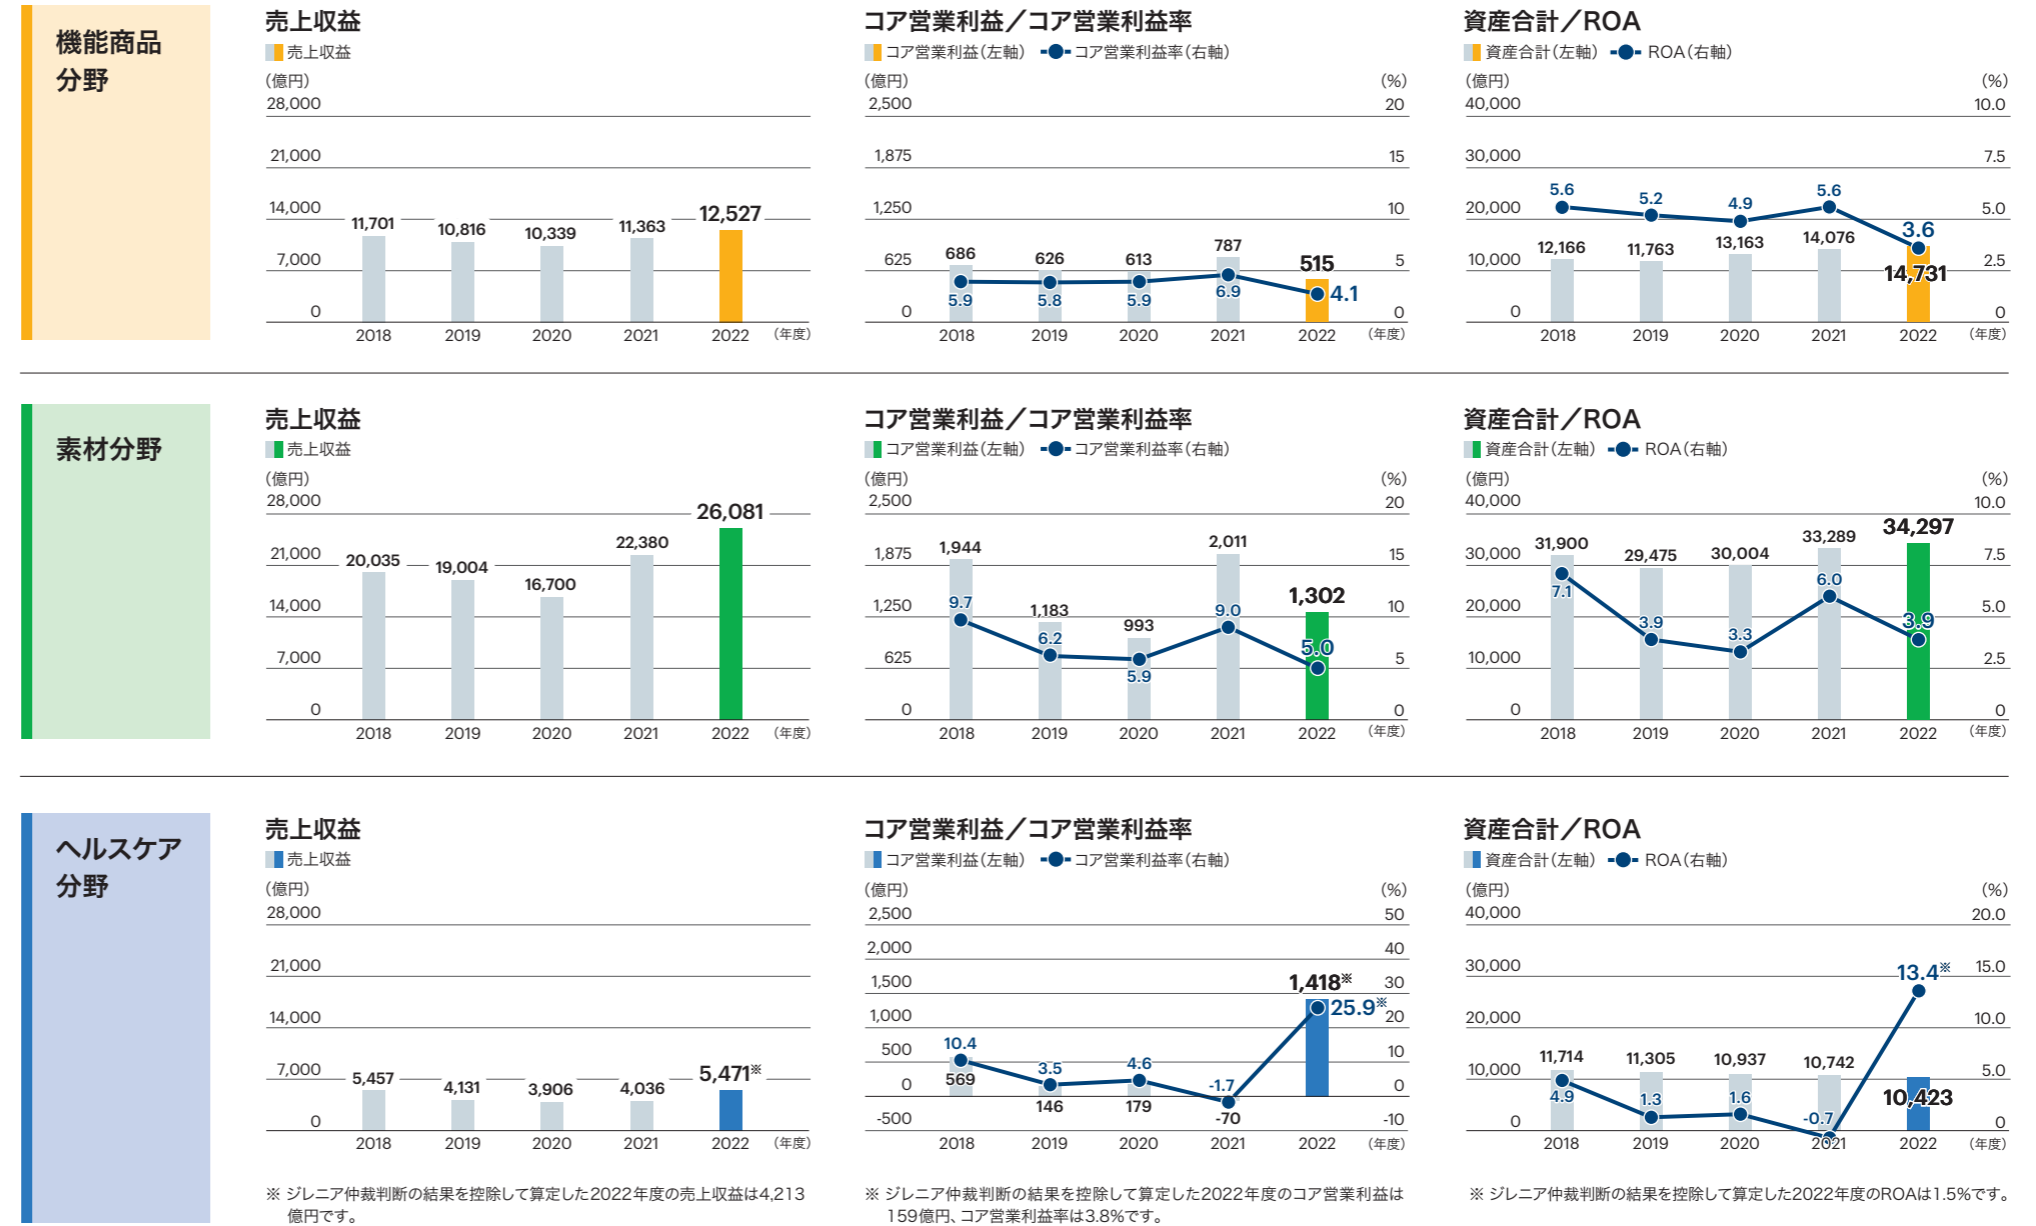 機能商品
分野
売上収益
売上収益
(億円)
28,000
21,000
14,000
7,000
0
11,701
10,816
10,339
11,363
12,527
2018 2019 2020 2021 2022 (年度)
コア営業利益/コア営業利益率
コア営業利益(左軸) コア営業利益率(右軸)
(億円) (%)
2,500 20
1,875 15
1,250 10
625 5
0 0
686 626 613 787 515
5.9 5.8 5.9 6.9 4.1
2018 2019 2020 2021 2022 (年度)
資産合計/ROA
資産合計(左軸) ROA(右軸)
(億円) (%)
40,000 10.0
30,000 7.5
20,000 5.0
10,000 2.5
0 0
5.6 5.2 4.9 5.6 3.6
12,166 11,763 13,163 14,076 14,731
2018 2019 2020 2021 2022 (年度)
素材分野
売上収益
売上収益
(億円)
28,000
21,000
14,000
7,000
0
20,035 19,004 16,700 22,380 26,081
2018 2019 2020 2021 2022 (年度)
コア営業利益/コア営業利益率
コア営業利益(左軸) コア営業利益率(右軸)
(億円) (%)
2,500 20
1,875 15
1,250 10
625 5
0 0
1,944 1,183 993 2,011 1,302
9.7 6.2 5.9 9.0 5.0
2018 2019 2020 2021 2022 (年度)
資産合計/ROA
資産合計(左軸) ROA(右軸)
(億円) (%)
40,000 10.0
30,000 7.5
20,000 5.0
10,000 2.5
0 0
31,900 29,475 30,004 33,289 34,297
7.1 3.9 3.3 6.0 3.9
2018 2019 2020 2021 2022 (年度)
ヘルスケア
分野
売上収益
売上収益
(億円)
28,000
21,000
14,000
7,000
0
5,457 4,131 3,906 4,036 5,471※
2018 2019 2020 2021 2022 (年度)
※ ジレニア仲裁判断の結果を控除して算定した2022年度の売上収益は4,213
億円です。
コア営業利益/コア営業利益率
コア営業利益(左軸) コア営業利益率(右軸)
(億円) (%)
2,500 50
2,000 40
1,500 30
1,000 20
500 10
0 0
-500 -10
10.4 3.5 4.6 -1.7 25.9※
569 146 179 -70 1,418※
2018 2019 2020 2021 2022 (年度)
※ ジレニア仲裁判断の結果を控除して算定した2022年度のコア営業利益は
159億円、コア営業利益率は3.8%です。
資産合計/ROA
資産合計(左軸) ROA(右軸)
(億円) (%)
40,000 20.0
30,000 15.0
20,000 10.0
10,000 5.0
0 0
11,714 11,305 10,937 10,742 10,423
4.9 1.3 1.6 -0.7 13.4※
2018 2019 2020 2021 2022 (年度)
※ ジレニア仲裁判断の結果を控除して算定した2022年度のROAは1.5%です。